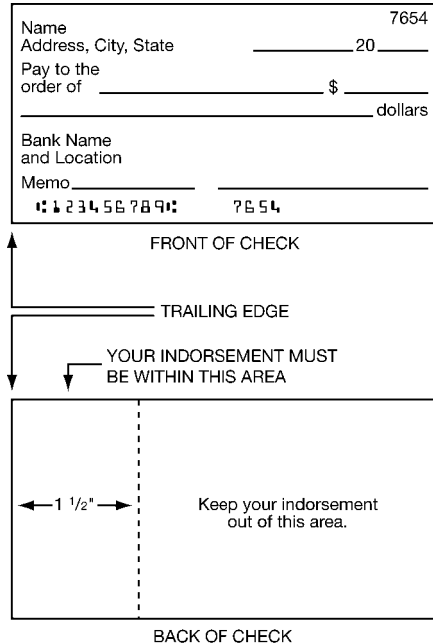 7654
Name
Address, City, State 20
Pay to the
order of $
dollars
Bank Name
and Location
Memo
⑆123456789⑆ 7654
FRONT OF CHECK
TRAILING EDGE
YOUR INDORSEMENT MUST
BE WITHIN THIS AREA
1 1/2"
Keep your indorsement
out of this area.
BACK OF CHECK